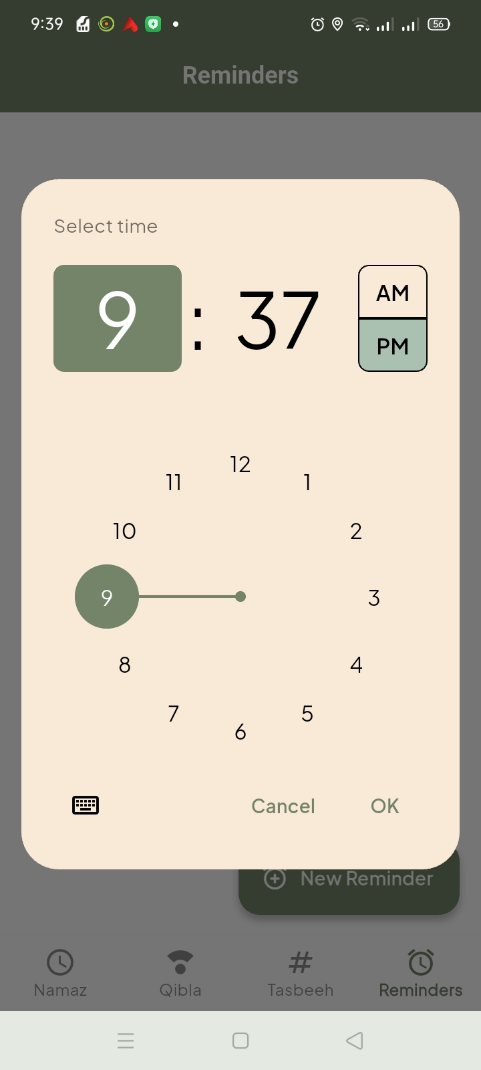 9:39
56
Reminders
Select time
9 : 37
AM
PM
12
11
1
10
2
9
3
8
4
7
5
6
Cancel
OK
New Reminder
Namaz
Qibla
Tasbeeh
Reminders